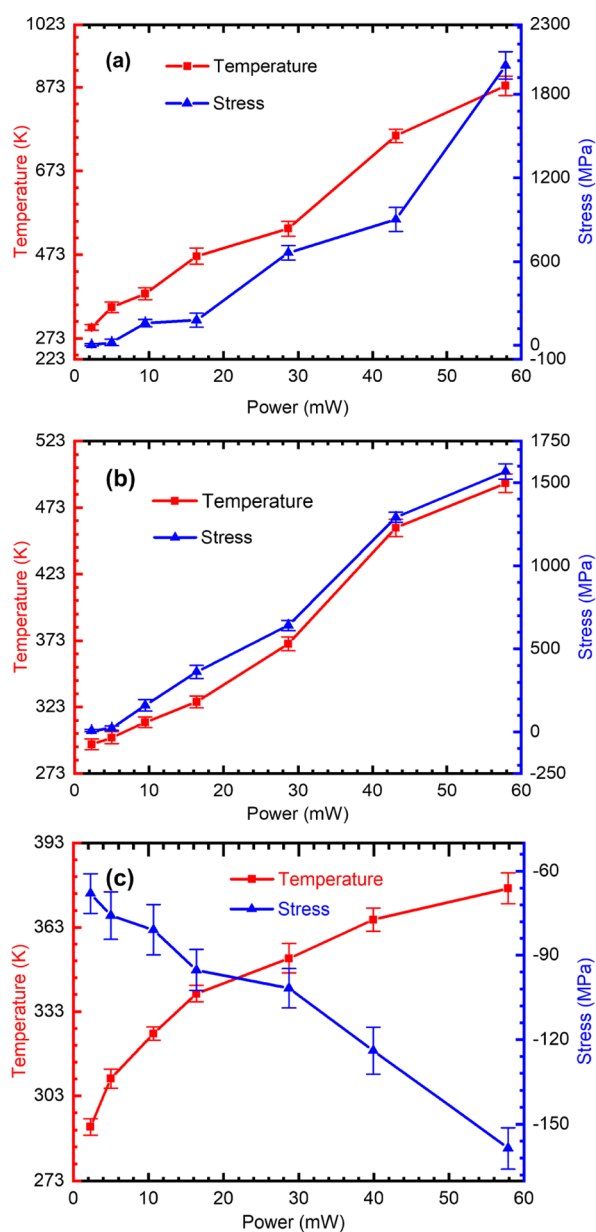 1023
873
673
473
273
223
Temperature (K)
(a)
Temperature
Stress
2300
1800
1200
600
0
-100
Stress (MPa)
0 10 20 30 40 50 60
Power (mW)
523
473
423
373
323
273
Temperature (K)
(b)
Temperature
Stress
1750
1500
1000
500
0
-250
Stress (MPa)
0 10 20 30 40 50 60
Power (mW)
393
363
333
303
273
Temperature (K)
(c)
Temperature
Stress
-60
-90
-120
-150
Stress (MPa)
0 10 20 30 40 50 60
Power (mW)